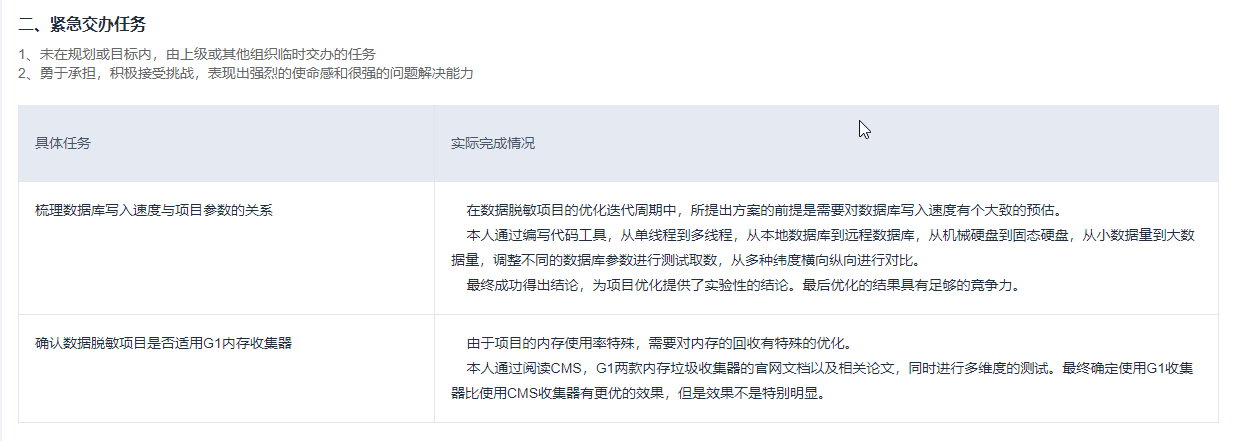 二、紧急交办任务
1、未在规划或目标内，由上级或其他组织临时交办的任务
2、勇于承担，积极接受挑战，表现出强烈的使命感和很强的问题解决能力
具体任务
实际完成情况
梳理数据库写入速度与项目参数的关系
在数据脱敏项目的优化迭代周期中，所提出方案的前提是需要对数据库写入速度有个大致的预估。
本人通过编写代码工具，从单线程到多线程，从本地数据库到远程数据库，从机械硬盘到固态硬盘，从小数据量到大数
据量，调整不同的数据库参数进行测试取数，从多种纬度横向纵向进行对比。
最终成功得出结论，为项目优化提供了实验性的结论。最后优化的结果具有足够的竞争力。
确认数据脱敏项目是否适用G1内存收集器
由于项目的内存使用率特殊，需要对内存的回收有特殊的优化。
本人通过阅读CMS，G1两款内存垃圾收集器的官网文档以及相关论文，同时进行多维度的测试。最终确定使用G1收集
器比使用CMS收集器有更优的效果，但是效果不是特别明显。